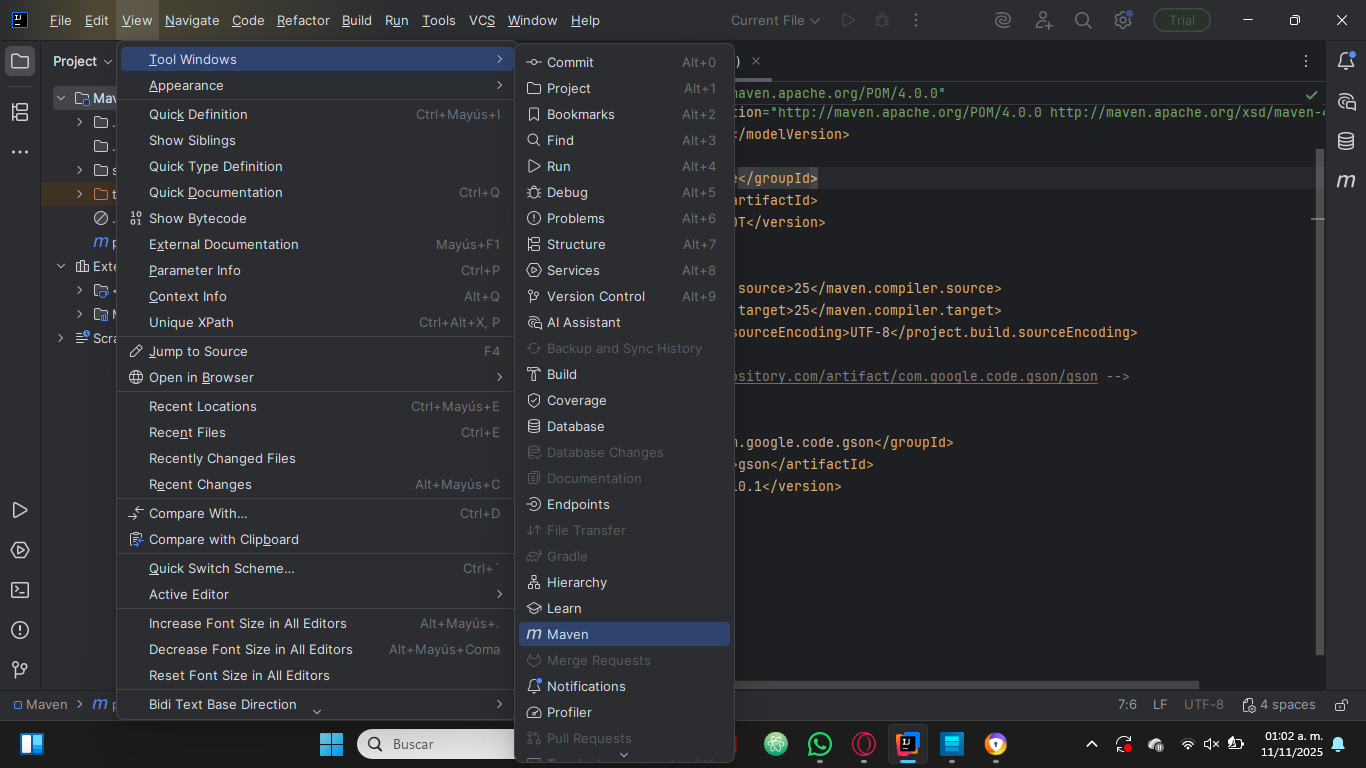 File Edit View Navigate Code Refactor Build Run Tools VCS Window Help Current File Trial
Project
Tool Windows
Appearance
Quick Definition Ctrl+Mayús+I
Show Siblings
Quick Type Definition
Quick Documentation Ctrl+Q
Show Bytecode
External Documentation Mayús+F1
Parameter Info Ctrl+P
Context Info Alt+Q
Unique XPath Ctrl+Alt+X, P
Jump to Source F4
Open in Browser
Recent Locations Ctrl+Mayús+E
Recent Files Ctrl+E
Recently Changed Files
Recent Changes Alt+Mayús+C
Compare With... Ctrl+D
Compare with Clipboard
Quick Switch Scheme... Ctrl+`
Active Editor
Increase Font Size in All Editors Alt+Mayús+.
Decrease Font Size in All Editors Alt+Mayús+Coma
Reset Font Size in All Editors
Bidi Text Base Direction
Commit Alt+0
Project Alt+1
Bookmarks Alt+2
Find Alt+3
Run Alt+4
Debug Alt+5
Problems Alt+6
Structure Alt+7
Services Alt+8
Version Control Alt+9
AI Assistant
Backup and Sync History
Build
Coverage
Database
Database Changes
Documentation
Endpoints
File Transfer
Gradle
Hierarchy
Learn
Maven
Merge Requests
Notifications
Profiler
Pull Requests
maven.apache.org/POM/4.0.0"
tion="http://maven.apache.org/POM/4.0.0 http://maven.apache.org/xsd/maven-4
</modelVersion>
e</groupId>
artifactId>
OT</version>
source>25</maven.compiler.source>
target>25</maven.compiler.target>
sourceEncoding>UTF-8</project.build.sourceEncoding>
ository.com/artifact/com.google.code.gson/gson -->
m.google.code.gson</groupId>
>gson</artifactId>
10.1</version>
Maven 7:6 LF UTF-8 4 spaces
Buscar
01:02 a. m.
11/11/2025